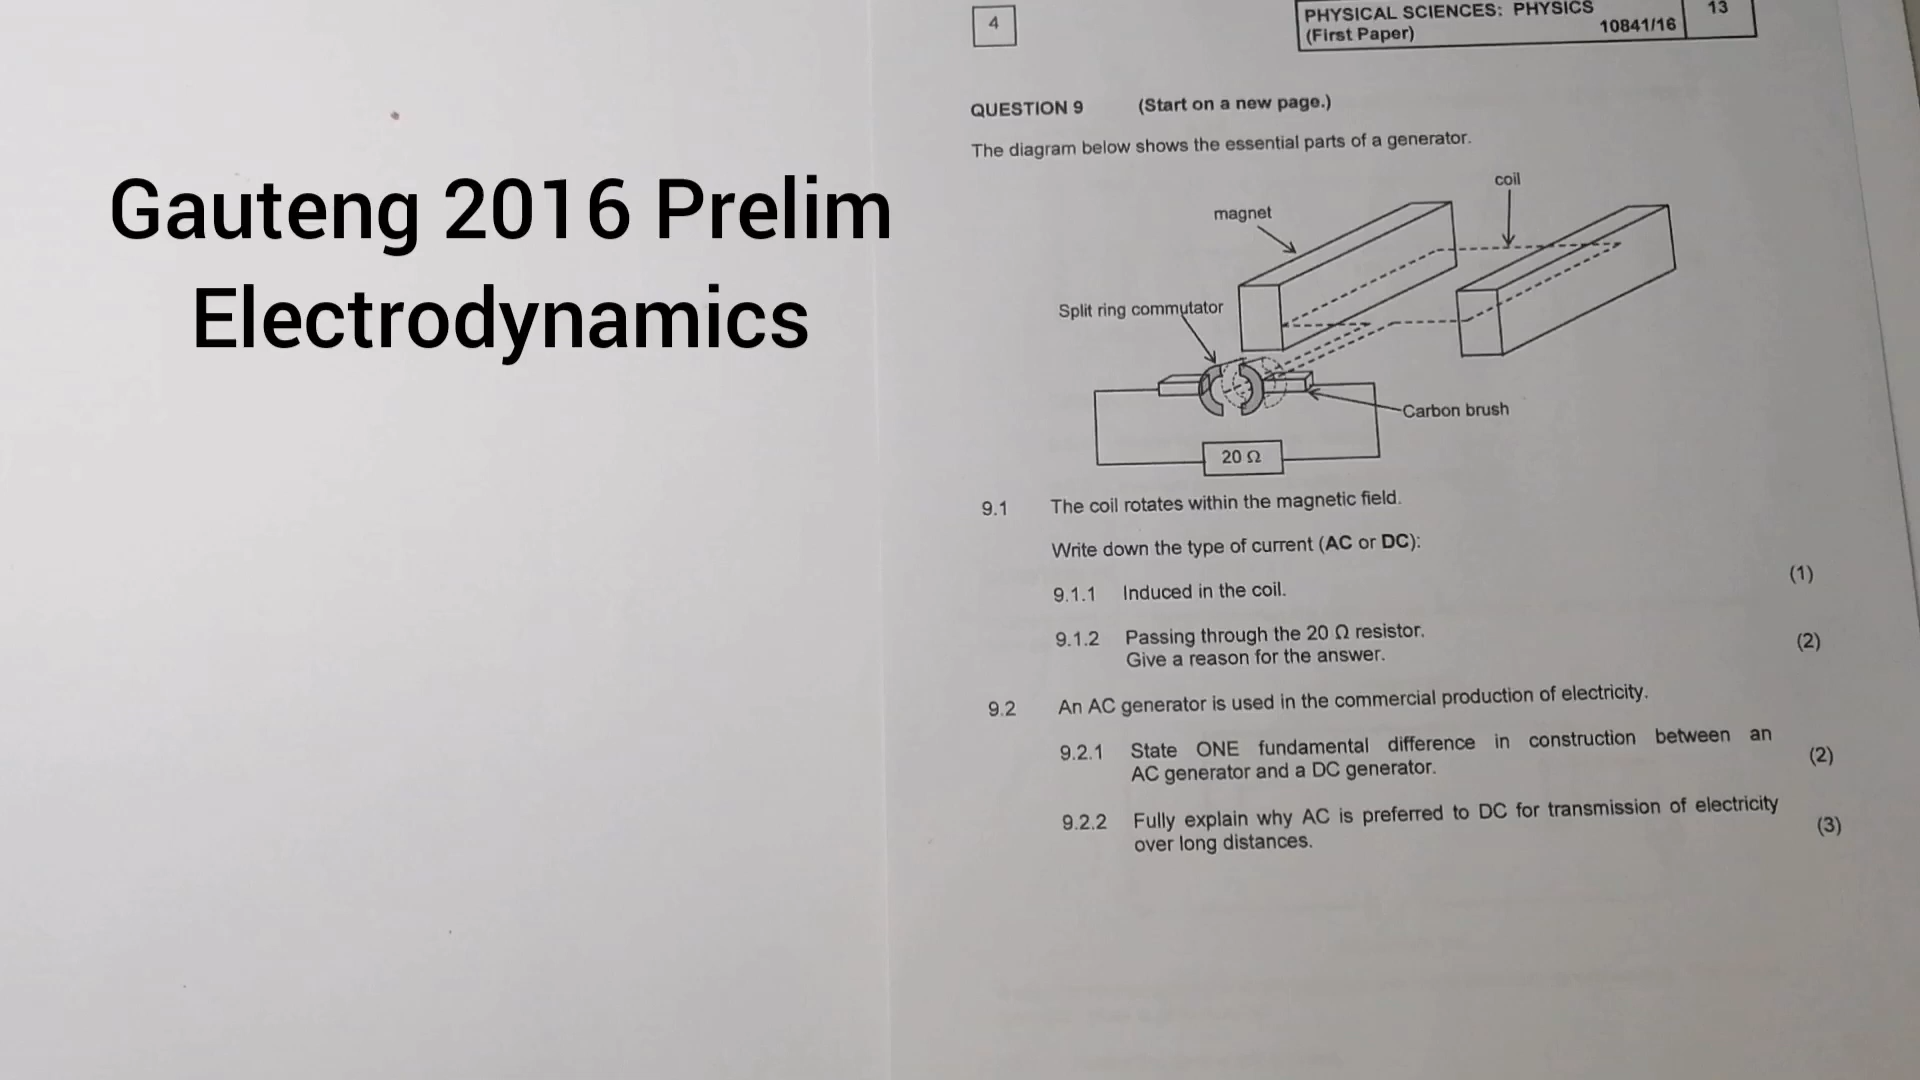 Gauteng 2016 Prelim
Electrodynamics
4
PHYSICAL SCIENCES: PHYSICS
(First Paper) 10841/16
13
QUESTION 9 (Start on a new page.)
The diagram below shows the essential parts of a generator.
coil
magnet
Split ring commutator
Carbon brush
20 Ω
9.1 The coil rotates within the magnetic field.
Write down the type of current (AC or DC):
9.1.1 Induced in the coil. (1)
9.1.2 Passing through the 20 Ω resistor.
Give a reason for the answer. (2)
9.2 An AC generator is used in the commercial production of electricity.
9.2.1 State ONE fundamental difference in construction between an
AC generator and a DC generator. (2)
9.2.2 Fully explain why AC is preferred to DC for transmission of electricity
over long distances. (3)